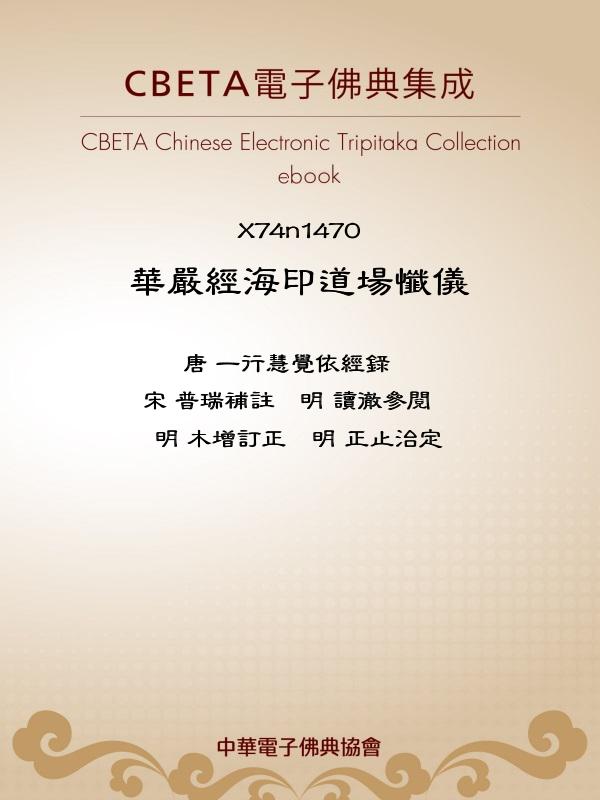 CBETA電子佛典集成
CBETA Chinese Electronic Tripitaka Collection
ebook
X74n1470
華嚴經海印道場懺儀
唐 一行慧覺依經錄
宋 普瑞補註 明 讀澈參閱
明 木增訂正 明 正止治定
中華電子佛典協會